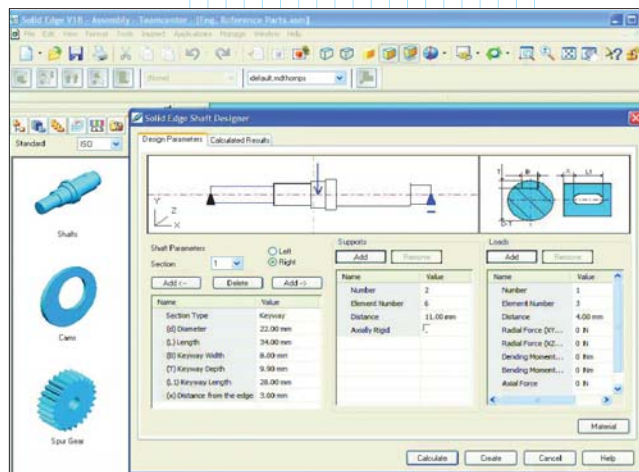 Solid Edge V18 - Assembly - Teamcenter - [Eng. Reference Parts.asm]
File Edit View Format Tools Inspect Applications Manage Window Help
(None)
default,mdthomps
Solid Edge Shaft Designer
Design Parameters Calculated Results
Standard ISO
Shafts
Cams
Spur Gear
Y
Z
X
T
B
X
L1
D-T
Shaft Parameters
Left
Section 1 Right
Add <- Delete Add ->
Name Value
Section Type Keyway
(d) Diameter 22.00 mm
(L) Length 34.00 mm
(B) Keyway Width 8.00 mm
(T) Keyway Depth 9.90 mm
(L1) Keyway Length 28.00 mm
(x) Distance from the edge 3.00 mm
Supports
Add Remove
Name Value
Number 2
Element Number 6
Distance 11.00 mm
Axially Rigid
Loads
Add Remove
Name Value
Number 1
Element Number 3
Distance 4.00 mm
Radial Force (XY... 0 N
Radial Force (XZ... 0 N
Bending Moment... 0 Nm
Bending Moment... 0 Nm
Axial Force 0 N
Material
Calculate Create Cancel Help